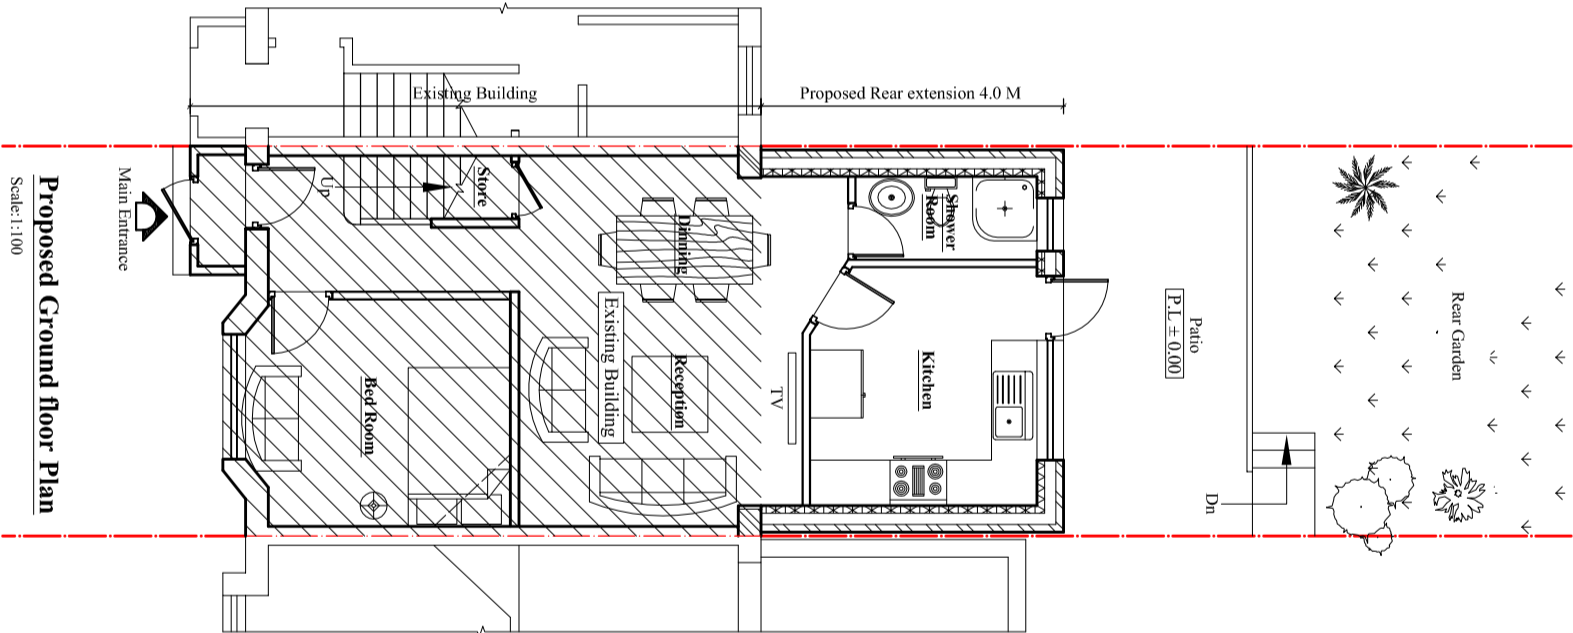 Existing Building
Proposed Rear extension 4.0 M
Store
Up
Main Entrance
Dinning
Shower
Room
Existing Building
Reception
TV
Kitchen
Bed Room
Patio
P.L ± 0.00
Rear Garden
Dn
Proposed Ground floor Plan
Scale:1:100